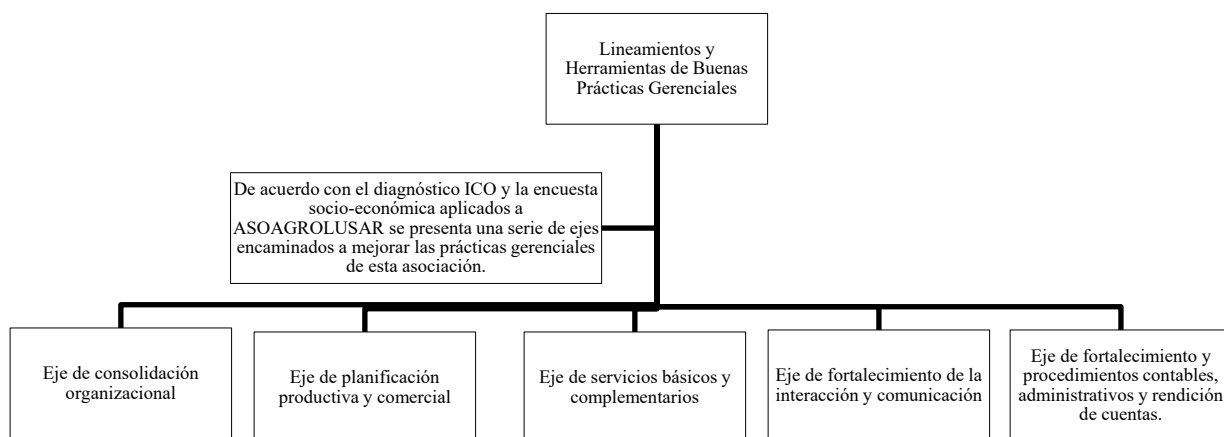 Lineamientos y
Herramientas de Buenas
Prácticas Gerenciales
De acuerdo con el diagnóstico ICO y la encuesta
socio-económica aplicados a
ASOAGROLUSAR se presenta una serie de ejes
encaminados a mejorar las prácticas gerenciales
de esta asociación.
Eje de consolidación
organizacional
Eje de planificación
productiva y comercial
Eje de servicios básicos y
complementarios
Eje de fortalecimiento de la
interacción y comunicación
Eje de fortalecimiento y
procedimientos contables,
administrativos y rendición
de cuentas.